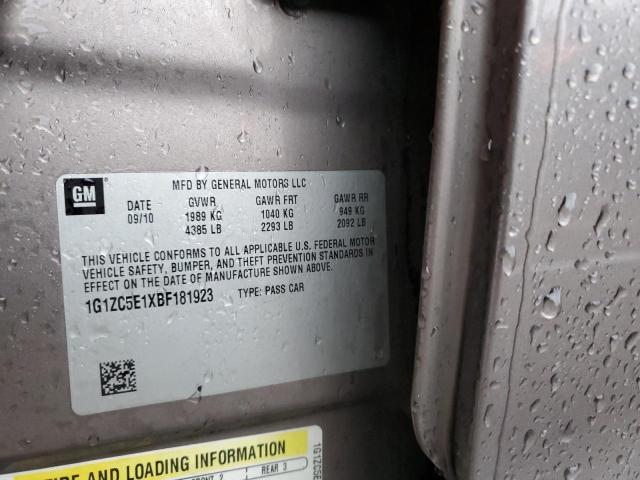 GM
MFD BY GENERAL MOTORS LLC
DATE GVWR GAWR FRT GAWR RR
09/10 1989 KG 1040 KG 949 KG
4385 LB 2293 LB 2092 LB
THIS VEHICLE CONFORMS TO ALL APPLICABLE U.S. FEDERAL MOTOR
VEHICLE SAFETY, BUMPER, AND THEFT PREVENTION STANDARDS IN
EFFECT ON THE DATE OF MANUFACTURE SHOWN ABOVE.
1G1ZC5E1XBF181923 TYPE: PASS CAR
AND LOADING INFORMATION
FRONT 2 REAR 3